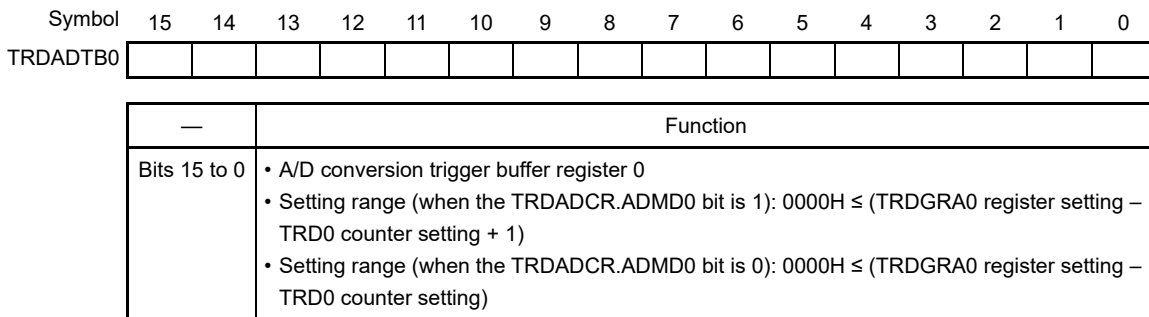 Symbol 15 14 13 12 11 10 9 8 7 6 5 4 3 2 1 0
TRDADTB0
— Function
Bits 15 to 0 • A/D conversion trigger buffer register 0
• Setting range (when the TRDADCR.ADMD0 bit is 1): 0000H ≤ (TRDGRA0 register setting –
TRD0 counter setting + 1)
• Setting range (when the TRDADCR.ADMD0 bit is 0): 0000H ≤ (TRDGRA0 register setting –
TRD0 counter setting)